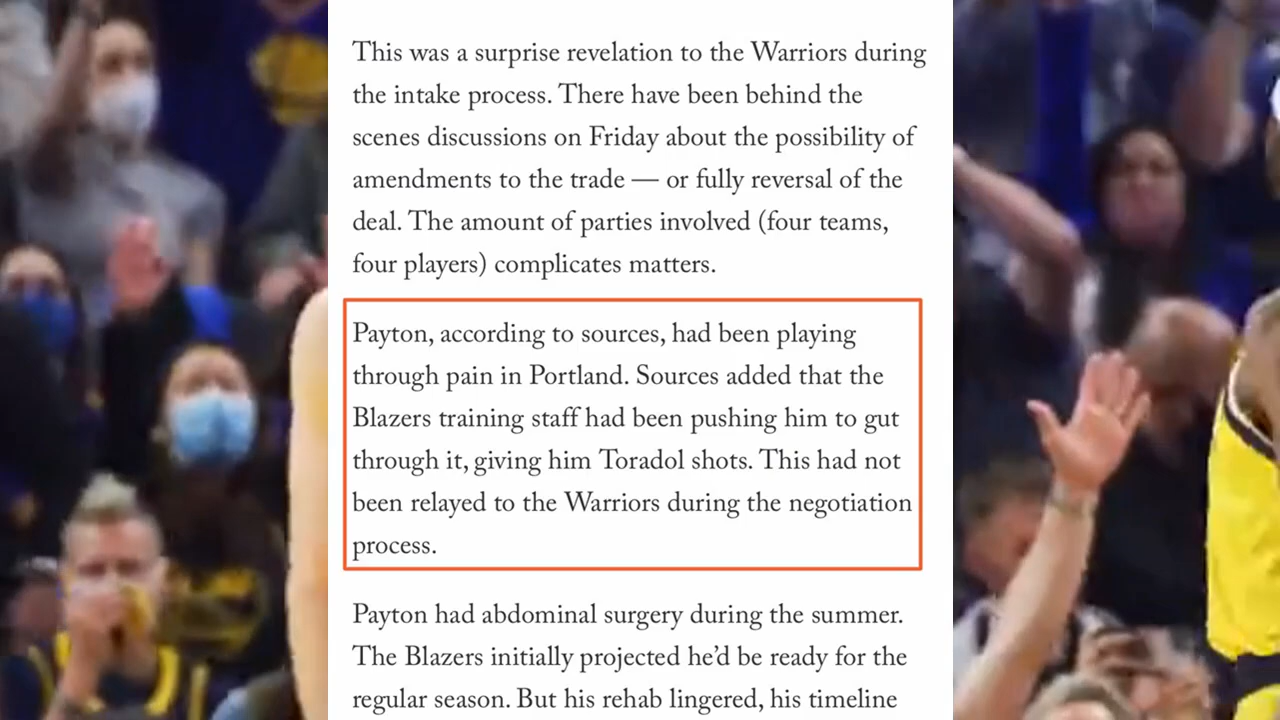 This was a surprise revelation to the Warriors during
the intake process. There have been behind the
scenes discussions on Friday about the possibility of
amendments to the trade — or fully reversal of the
deal. The amount of parties involved (four teams,
four players) complicates matters.
Payton, according to sources, had been playing
through pain in Portland. Sources added that the
Blazers training staff had been pushing him to gut
through it, giving him Toradol shots. This had not
been relayed to the Warriors during the negotiation
process.
Payton had abdominal surgery during the summer.
The Blazers initially projected he’d be ready for the
regular season. But his rehab lingered, his timeline